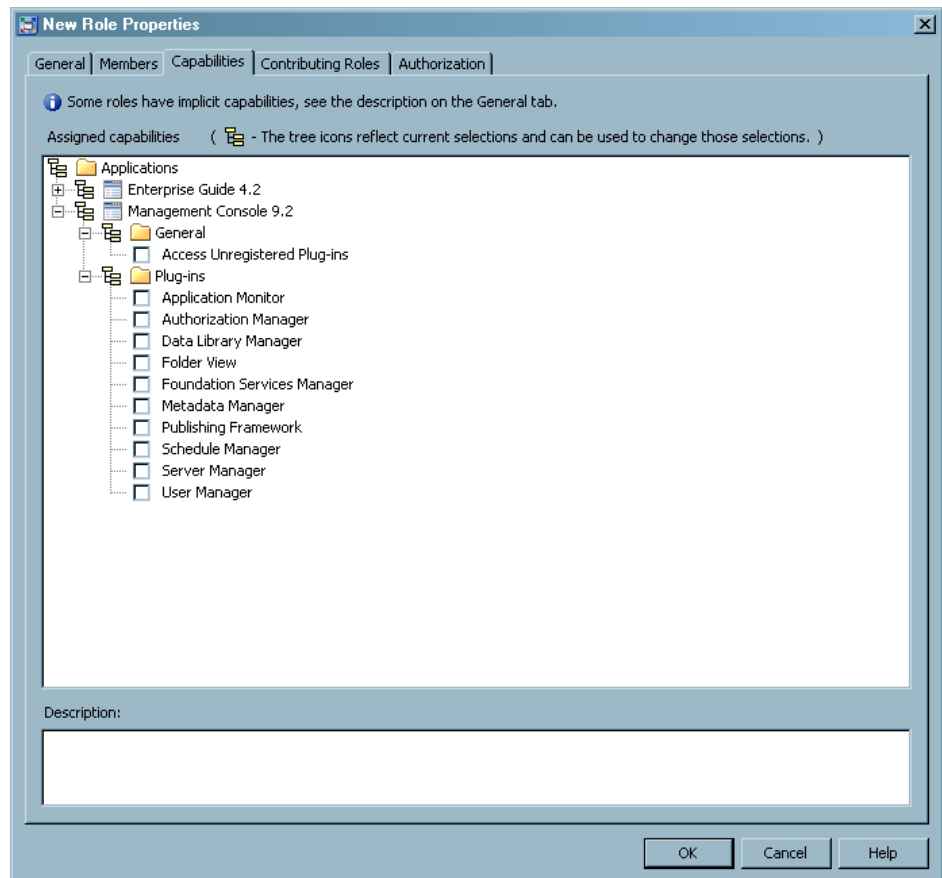 New Role Properties
General Members Capabilities Contributing Roles Authorization
Some roles have implicit capabilities, see the description on the General tab.
Assigned capabilities ( - The tree icons reflect current selections and can be used to change those selections. )
Applications
Enterprise Guide 4.2
Management Console 9.2
General
Access Unregistered Plug-ins
Plug-ins
Application Monitor
Authorization Manager
Data Library Manager
Folder View
Foundation Services Manager
Metadata Manager
Publishing Framework
Schedule Manager
Server Manager
User Manager
Description:
OK Cancel Help